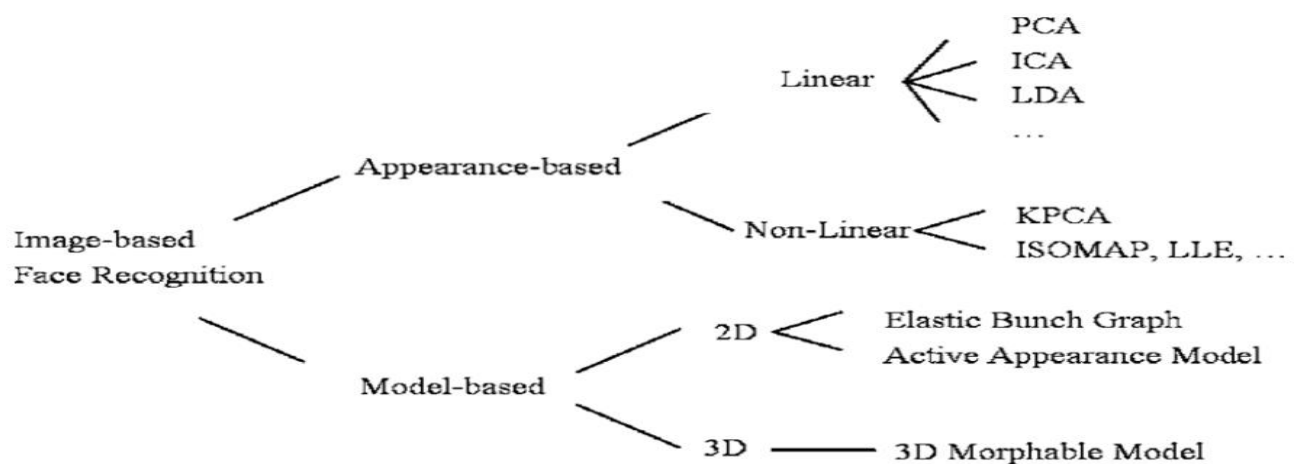 PCA
Linear
ICA
LDA
...
Appearance-based
Non-Linear
KPCA
ISOMAP, LLE, ...
Image-based
Face Recognition
2D
Elastic Bunch Graph
Active Appearance Model
Model-based
3D
3D Morphable Model